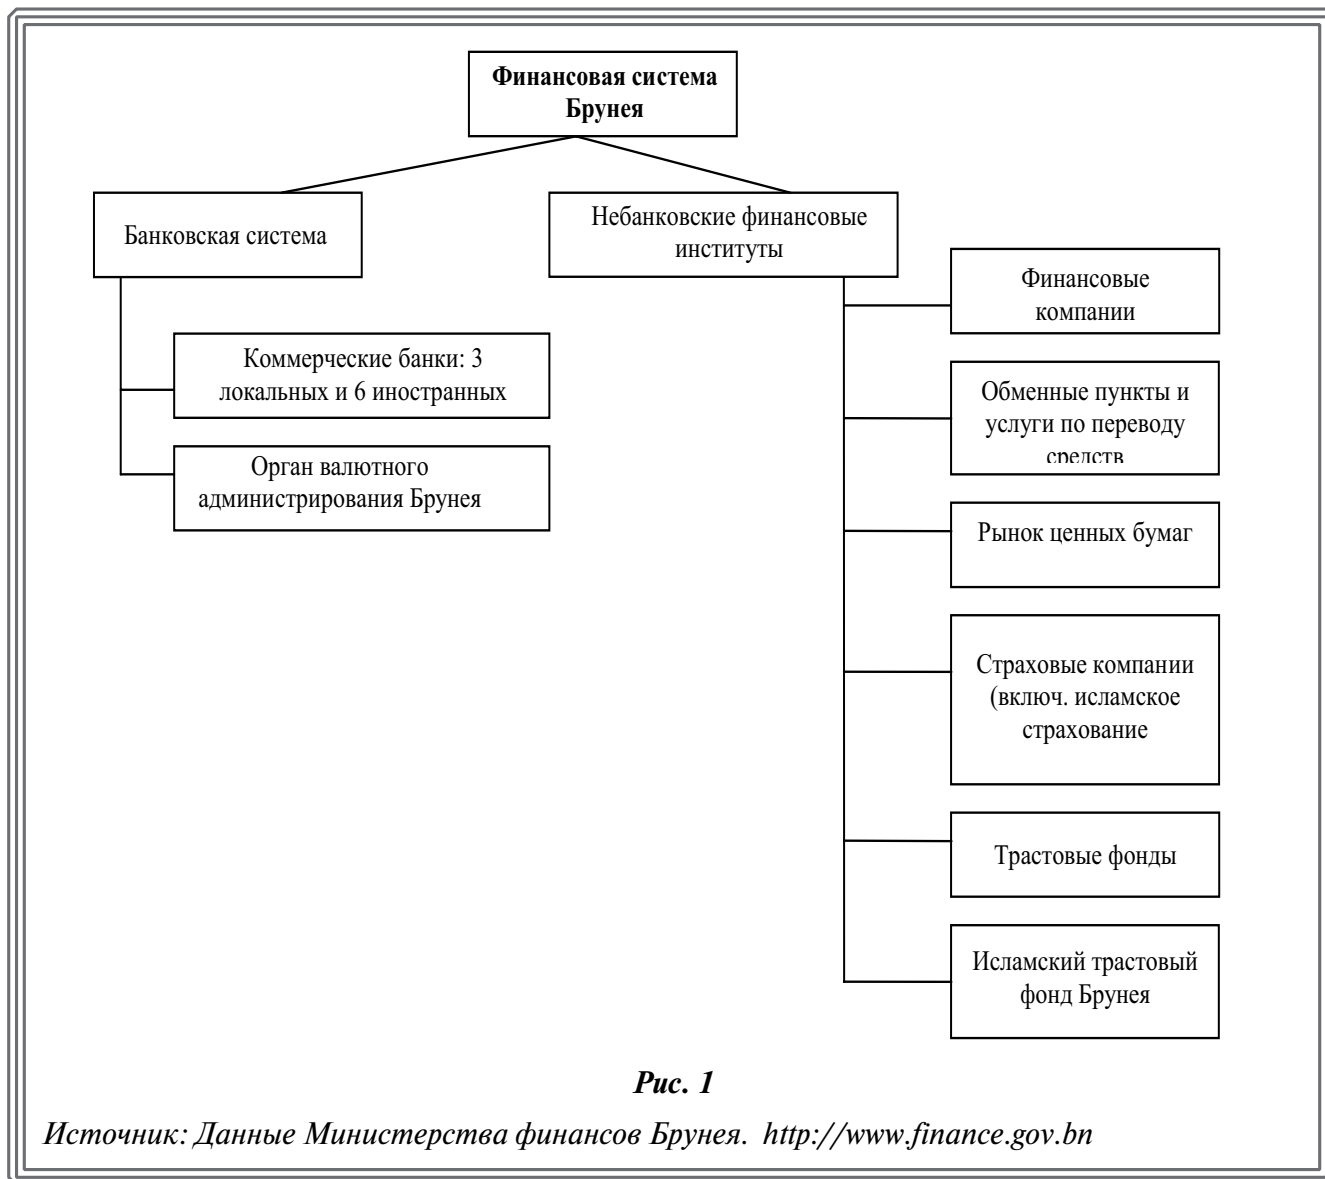 Финансовая система
Брунея
Банковская система
Небанковские финансовые
институты
Коммерческие банки: 3
локальных и 6 иностранных
Орган валютного
администрирования Брунея
Финансовые
компании
Обменные пункты и
услуги по переводу
средств
Рынок ценных бумаг
Страховые компании
(включ. исламское
страхование
Трастовые фонды
Исламский трастовый
фонд Брунея
Рис. 1
Источник: Данные Министерства финансов Брунея. http://www.finance.gov.bn